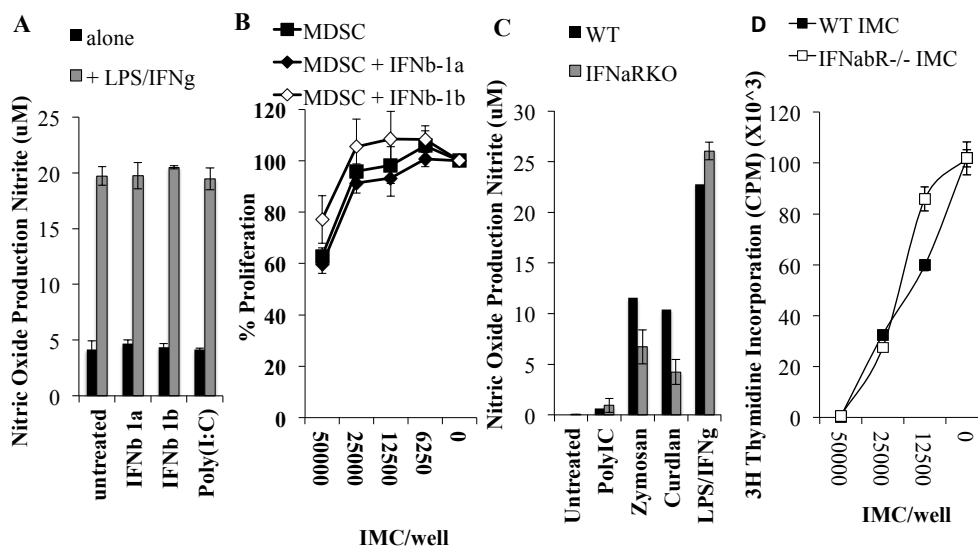 A
alone
+ LPS/IFNg
Nitric Oxide Production Nitrite (uM)
30
25
20
15
10
5
0
untreated
IFNb 1a
IFNb 1b
Poly(I:C)
B
MDSC
MDSC + IFNb-1a
MDSC + IFNb-1b
% Proliferation
120
100
80
60
40
20
0
50000
25000
12500
6250
0
IMC/well
C
WT
IFNaRKO
Nitric Oxide Production Nitrite (uM)
30
25
20
15
10
5
0
Untreated
PolyIC
Zymosan
Curdlan
LPS/IFNg
D
WT IMC
IFNabR-/- IMC
3H Thymidine Incorporation (CPM) (X10^3)
120
100
80
60
40
20
0
50000
25000
12500
0
IMC/well